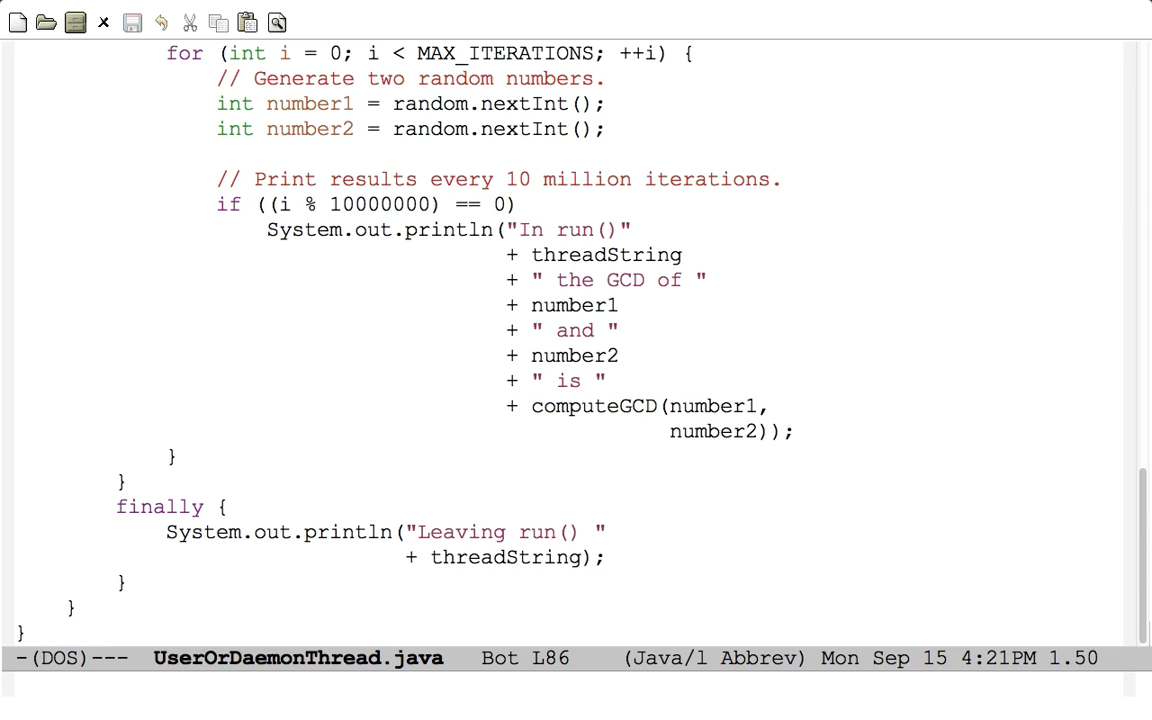 for (int i = 0; i < MAX_ITERATIONS; ++i) {
// Generate two random numbers.
int number1 = random.nextInt();
int number2 = random.nextInt();
// Print results every 10 million iterations.
if ((i % 10000000) == 0)
System.out.println("In run()"
+ threadString
+ " the GCD of "
+ number1
+ " and "
+ number2
+ " is "
+ computeGCD(number1,
number2));
}
}
finally {
System.out.println("Leaving run() "
+ threadString);
}
}
}
-(DOS)--- UserOrDaemonThread.java Bot L86 (Java/l Abbrev) Mon Sep 15 4:21PM 1.50